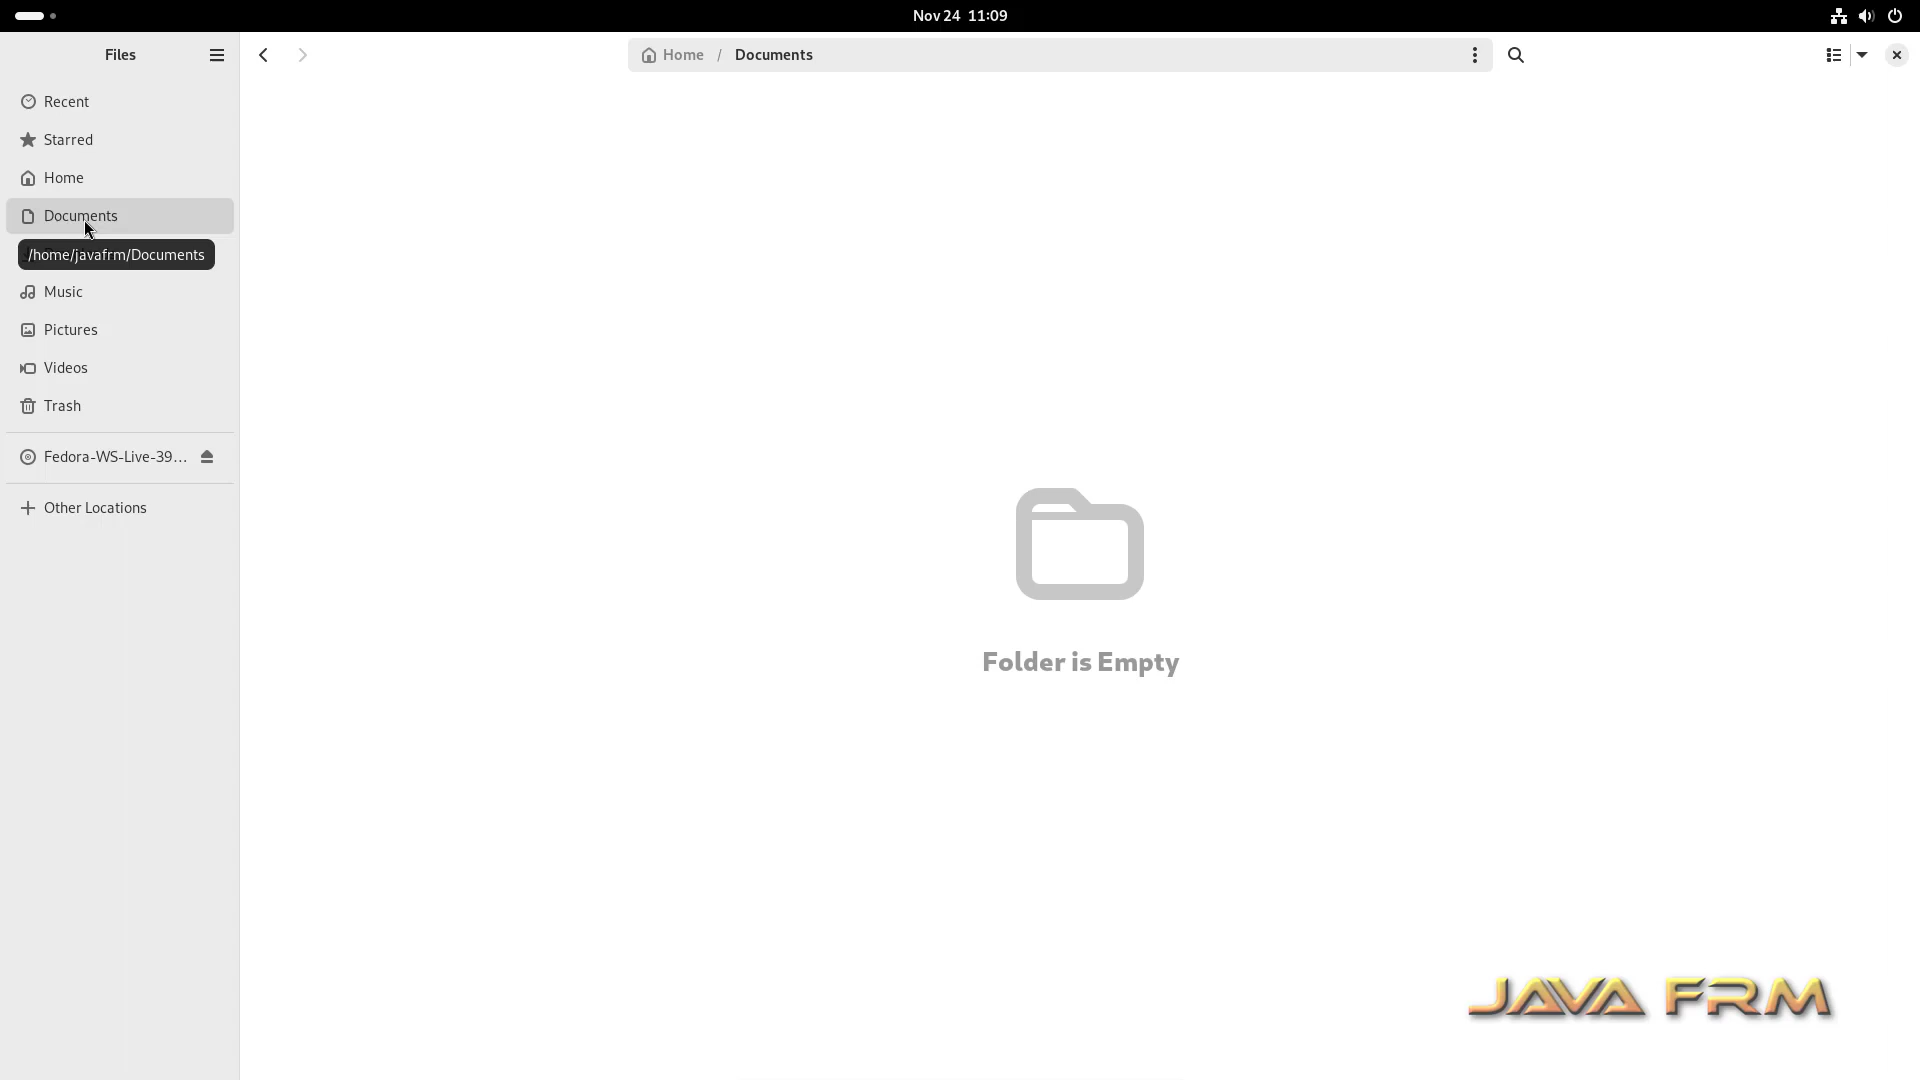 Nov 24 11:09
Files
Home / Documents
Recent
Starred
Home
Documents
/home/javafrm/Documents
Music
Pictures
Videos
Trash
Fedora-WS-Live-39...
Other Locations
Folder is Empty
JAVA FRM